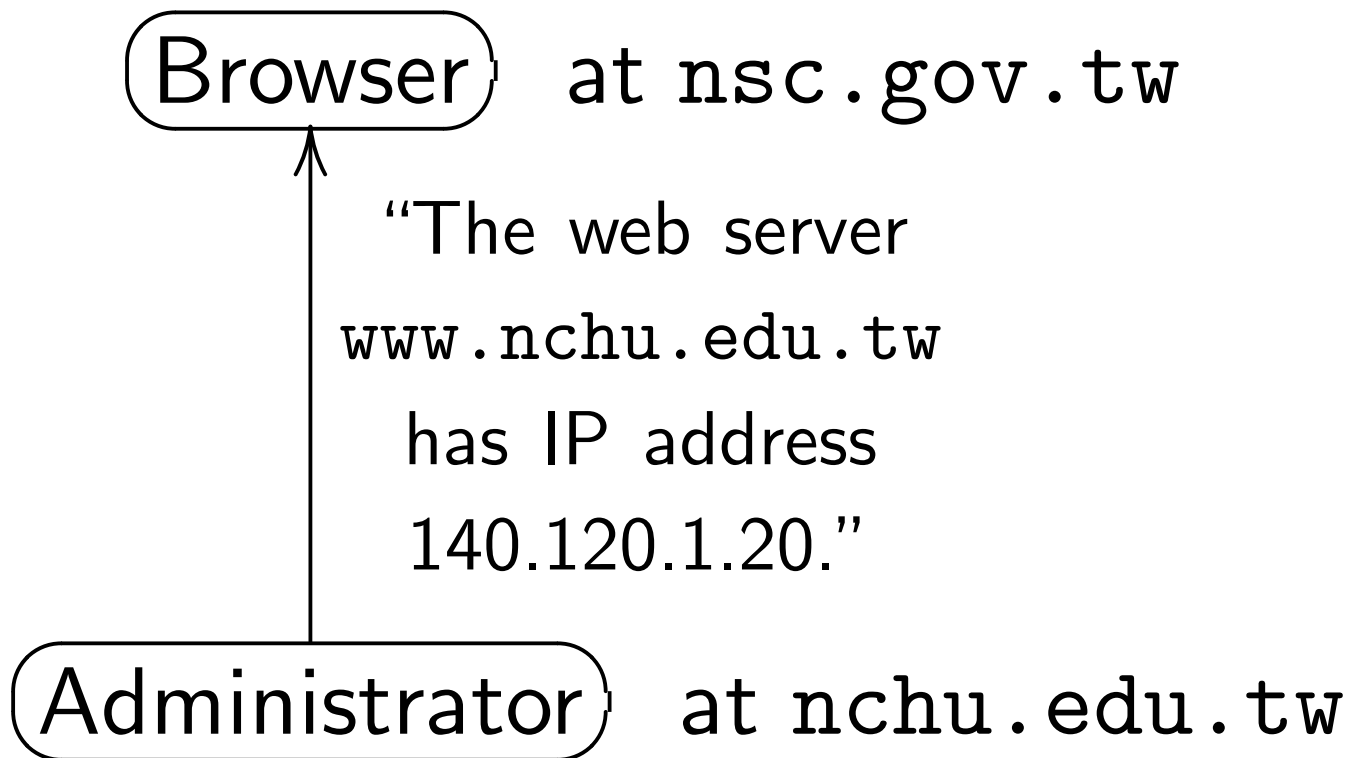 Browser at nsc.gov.tw
“The web server
www.nchu.edu.tw
has IP address
140.120.1.20.”
Administrator at nchu.edu.tw